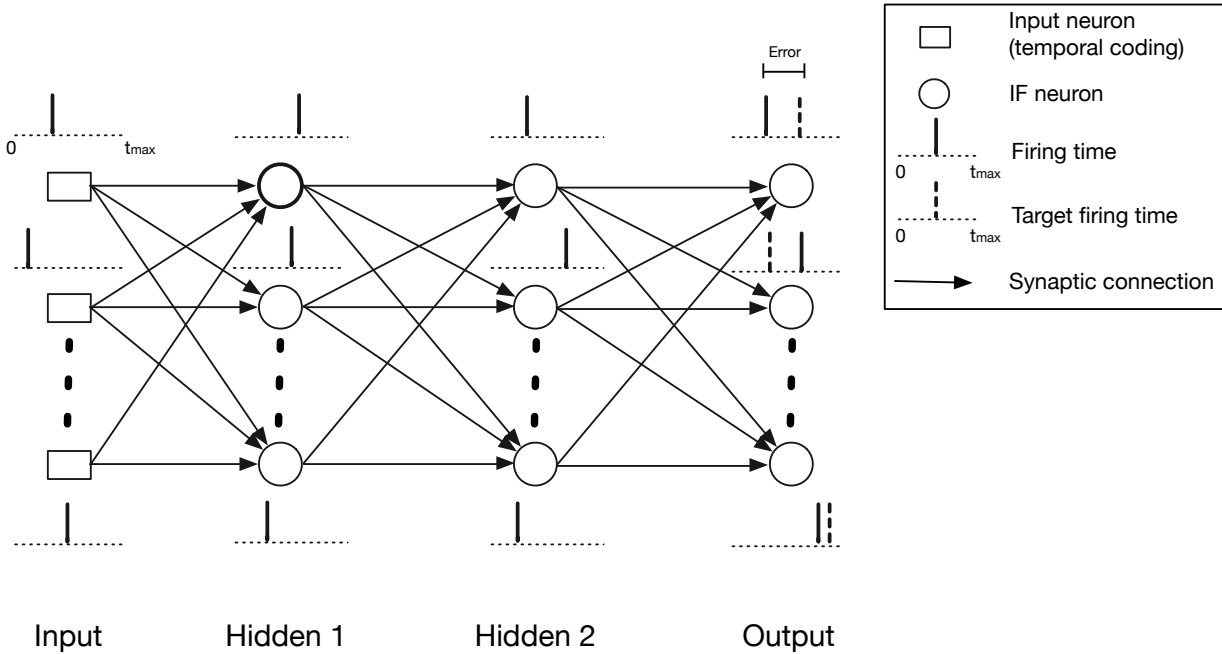 Error
0
tmax
Input neuron
(temporal coding)
IF neuron
Firing time
0
tmax
Target firing time
0
tmax
Synaptic connection
Input
Hidden 1
Hidden 2
Output